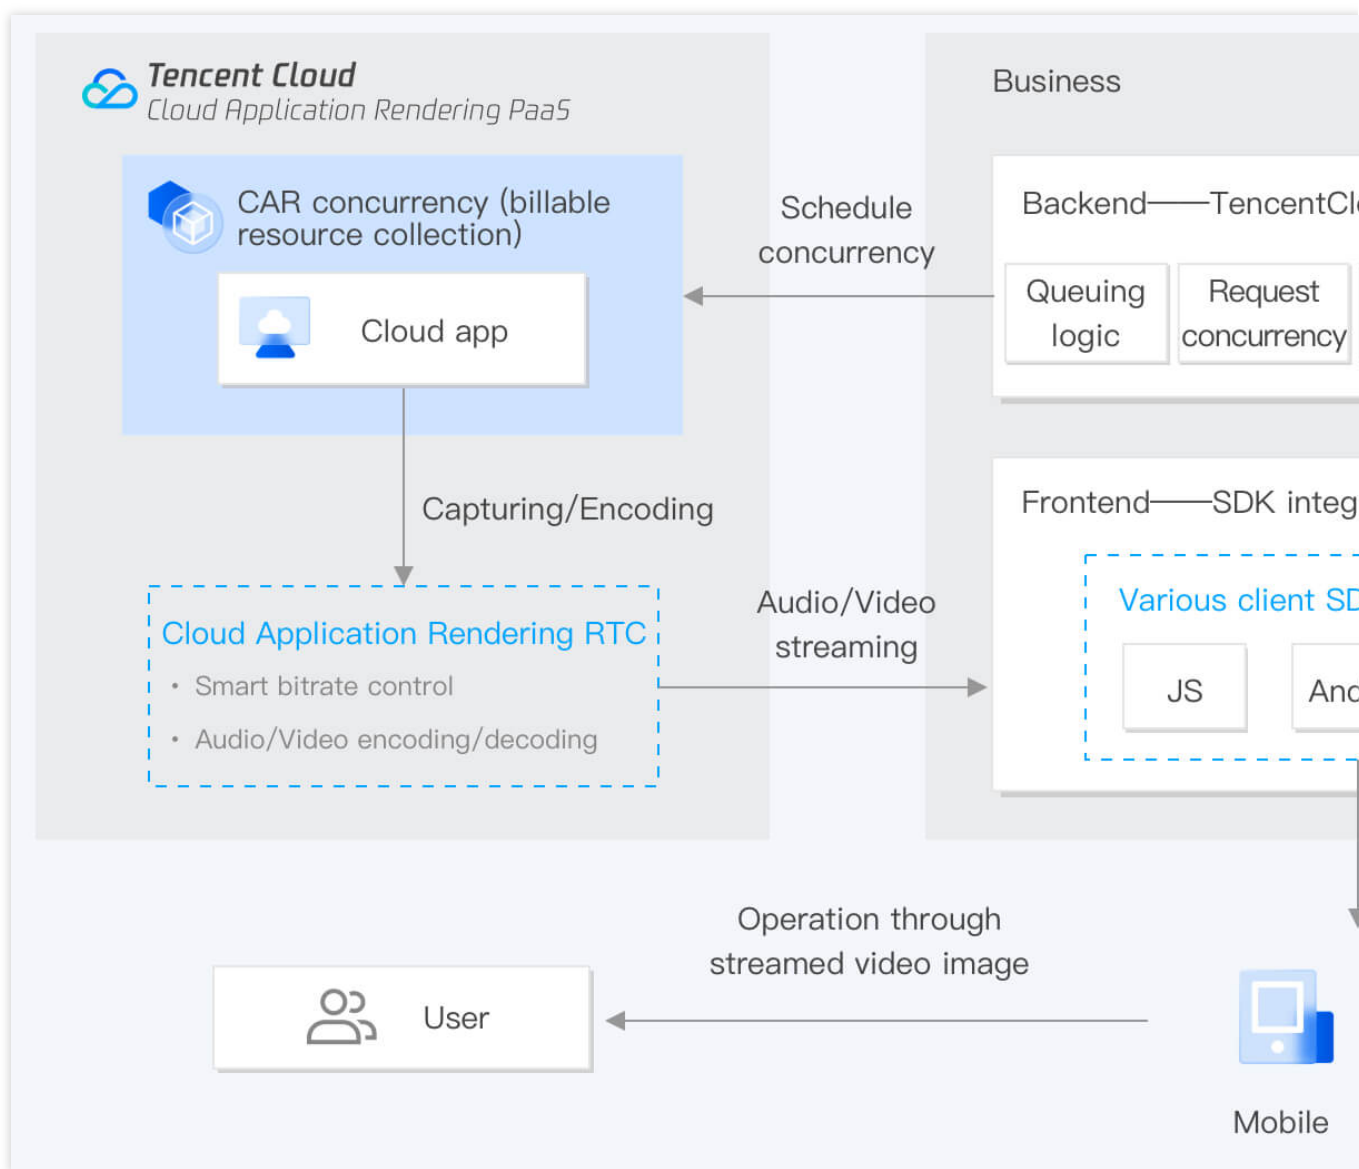 Tencent Cloud
Cloud Application Rendering PaaS
CAR concurrency (billable
resource collection)
Cloud app
Capturing/Encoding
Cloud Application Rendering RTC
• Smart bitrate control
• Audio/Video encoding/decoding
Schedule
concurrency
Audio/Video
streaming
Business
Backend——TencentClo
Queuing
logic
Request
concurrency
Frontend——SDK integ
Various client SD
JS
And
Operation through
streamed video image
User
Mobile